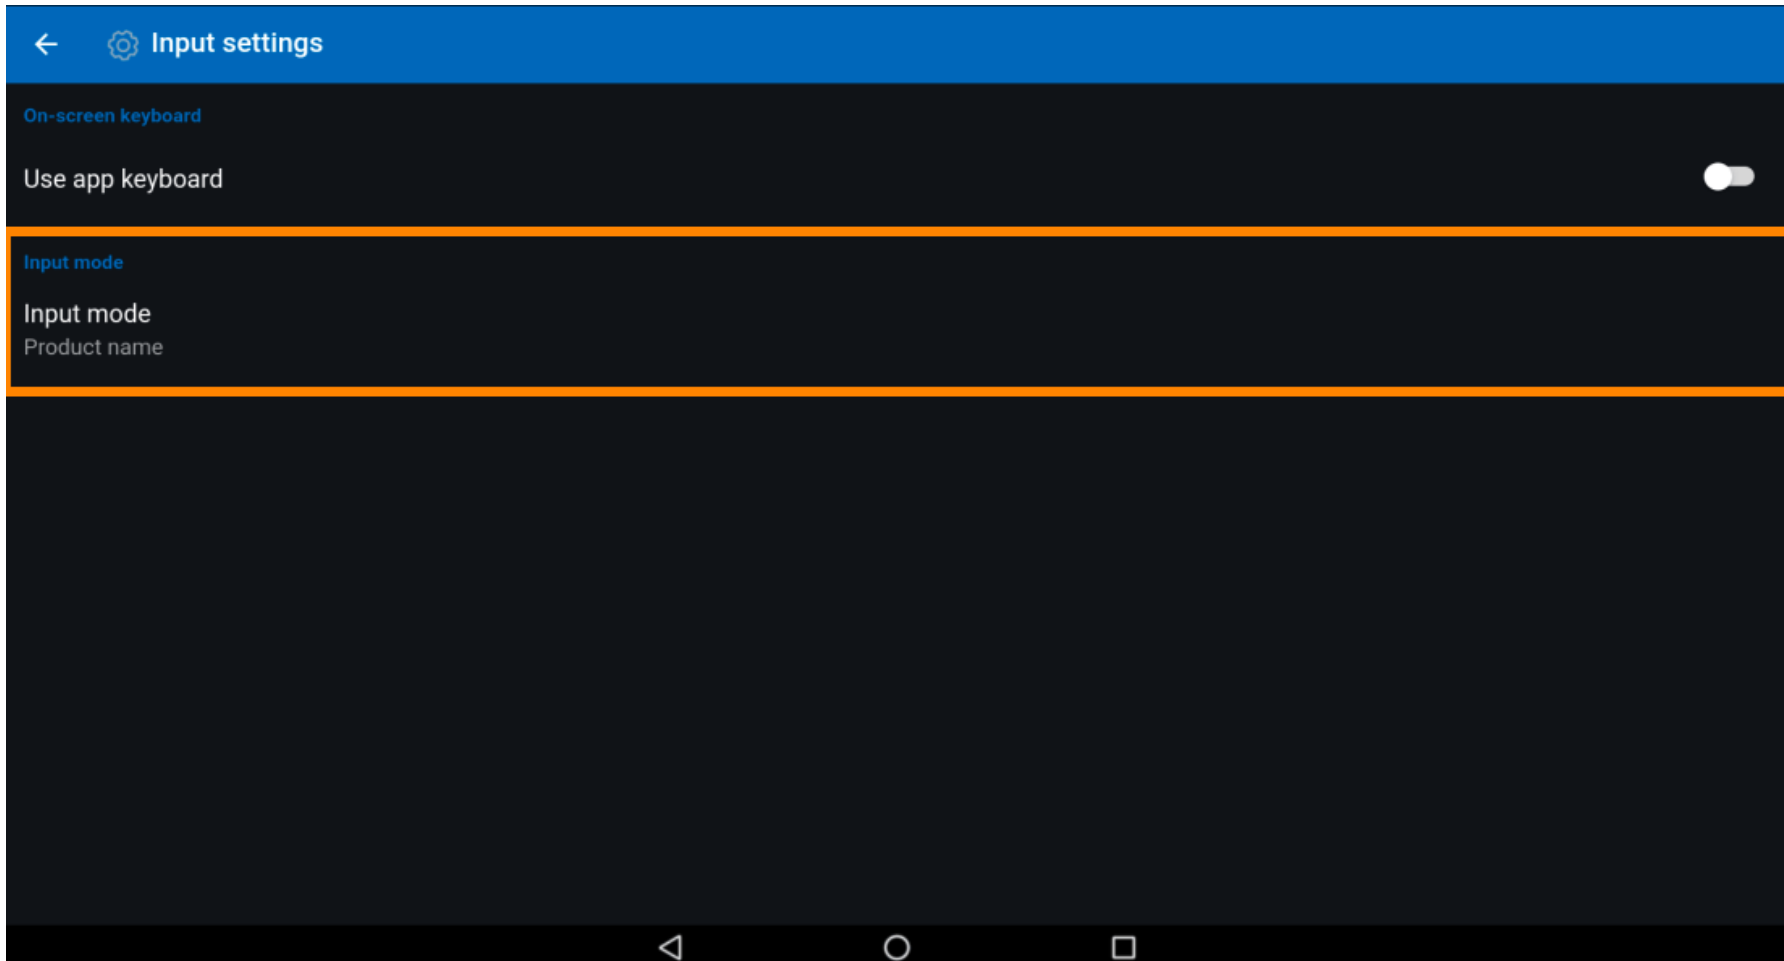 Input settings
On-screen keyboard
Use app keyboard
Input mode
Input mode
Product name